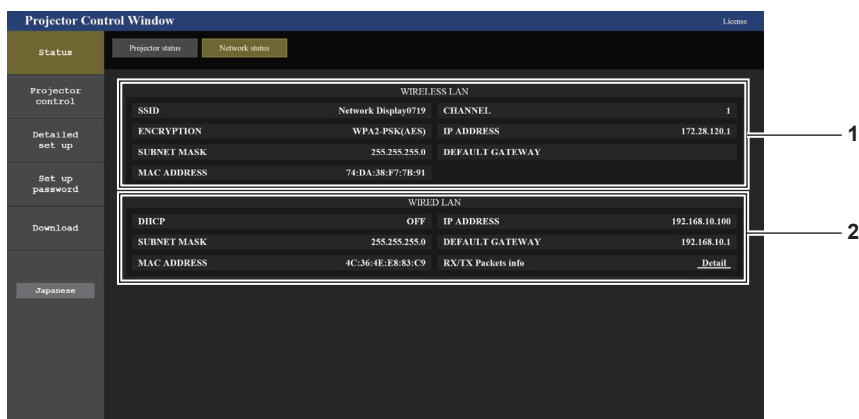 Projector Control Window License
Status
Projector status Network status
Projector
control
Detailed
set up
Set up
password
Download
Japanese
WIRELESS LAN
SSID Network Display0719 CHANNEL 1
ENCRYPTION WPA2-PSK(AES) IP ADDRESS 172.28.120.1
SUBNET MASK 255.255.255.0 DEFAULT GATEWAY
MAC ADDRESS 74:DA:38:F7:7B:91
1
WIRED LAN
DHCP OFF IP ADDRESS 192.168.10.100
SUBNET MASK 255.255.255.0 DEFAULT GATEWAY 192.168.10.1
MAC ADDRESS 4C:36:4E:E8:83:C9 RX/TX Packets info Detail
2